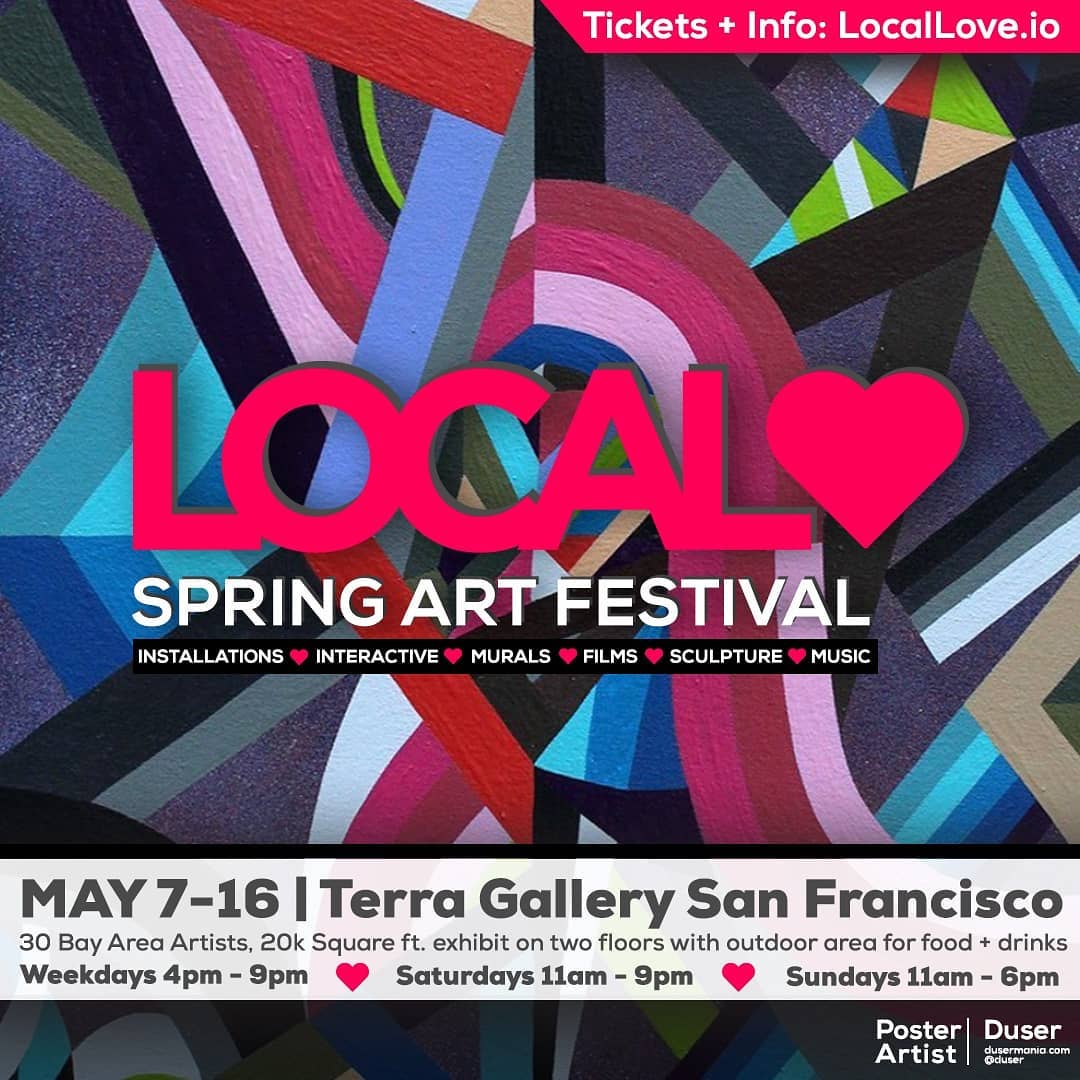 Tickets + Info: LocalLove.io
LOCAL
SPRING ART FESTIVAL
INSTALLATIONS ♥ INTERACTIVE ♥ MURALS ♥ FILMS ♥ SCULPTURE ♥ MUSIC
MAY 7-16 | Terra Gallery San Francisco
30 Bay Area Artists, 20k Square ft. exhibit on two floors with outdoor area for food + drinks
Weekdays 4pm - 9pm ♥ Saturdays 11am - 9pm ♥ Sundays 11am - 6pm
Poster Artist | Duser
dusermania.com
@duser